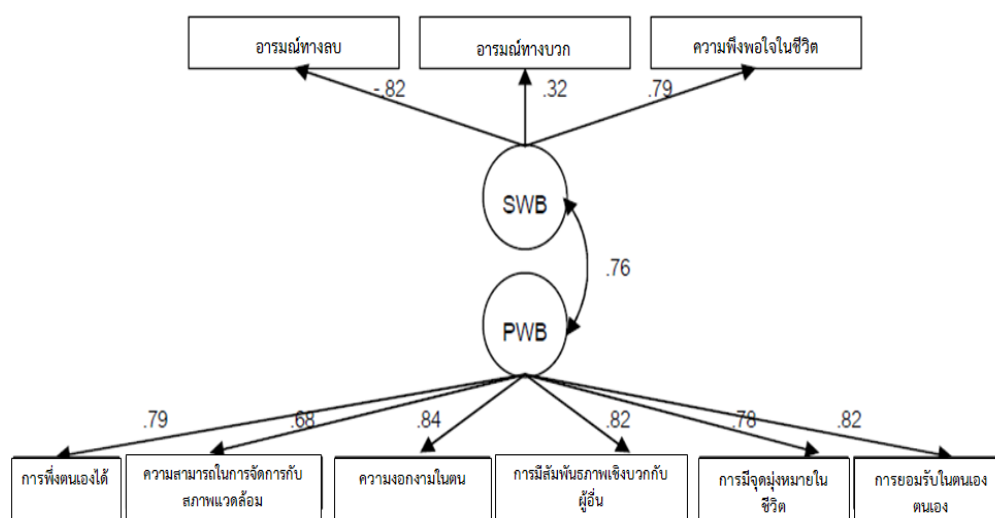 อารมณ์ทางลบ
อารมณ์ทางบวก
ความพึงพอใจในชีวิต
-.82
.32
.79
SWB
.76
PWB
.79
.68
.84
.82
.78
.82
การพึ่งตนเองได้
ความสามารถในการจัดการกับ
สภาพแวดล้อม
ความงอกงามในตน
การมีสัมพันธภาพเชิงบวกกับ
ผู้อื่น
การมีจุดมุ่งหมายใน
ชีวิต
การยอมรับในตนเอง
ตนเอง